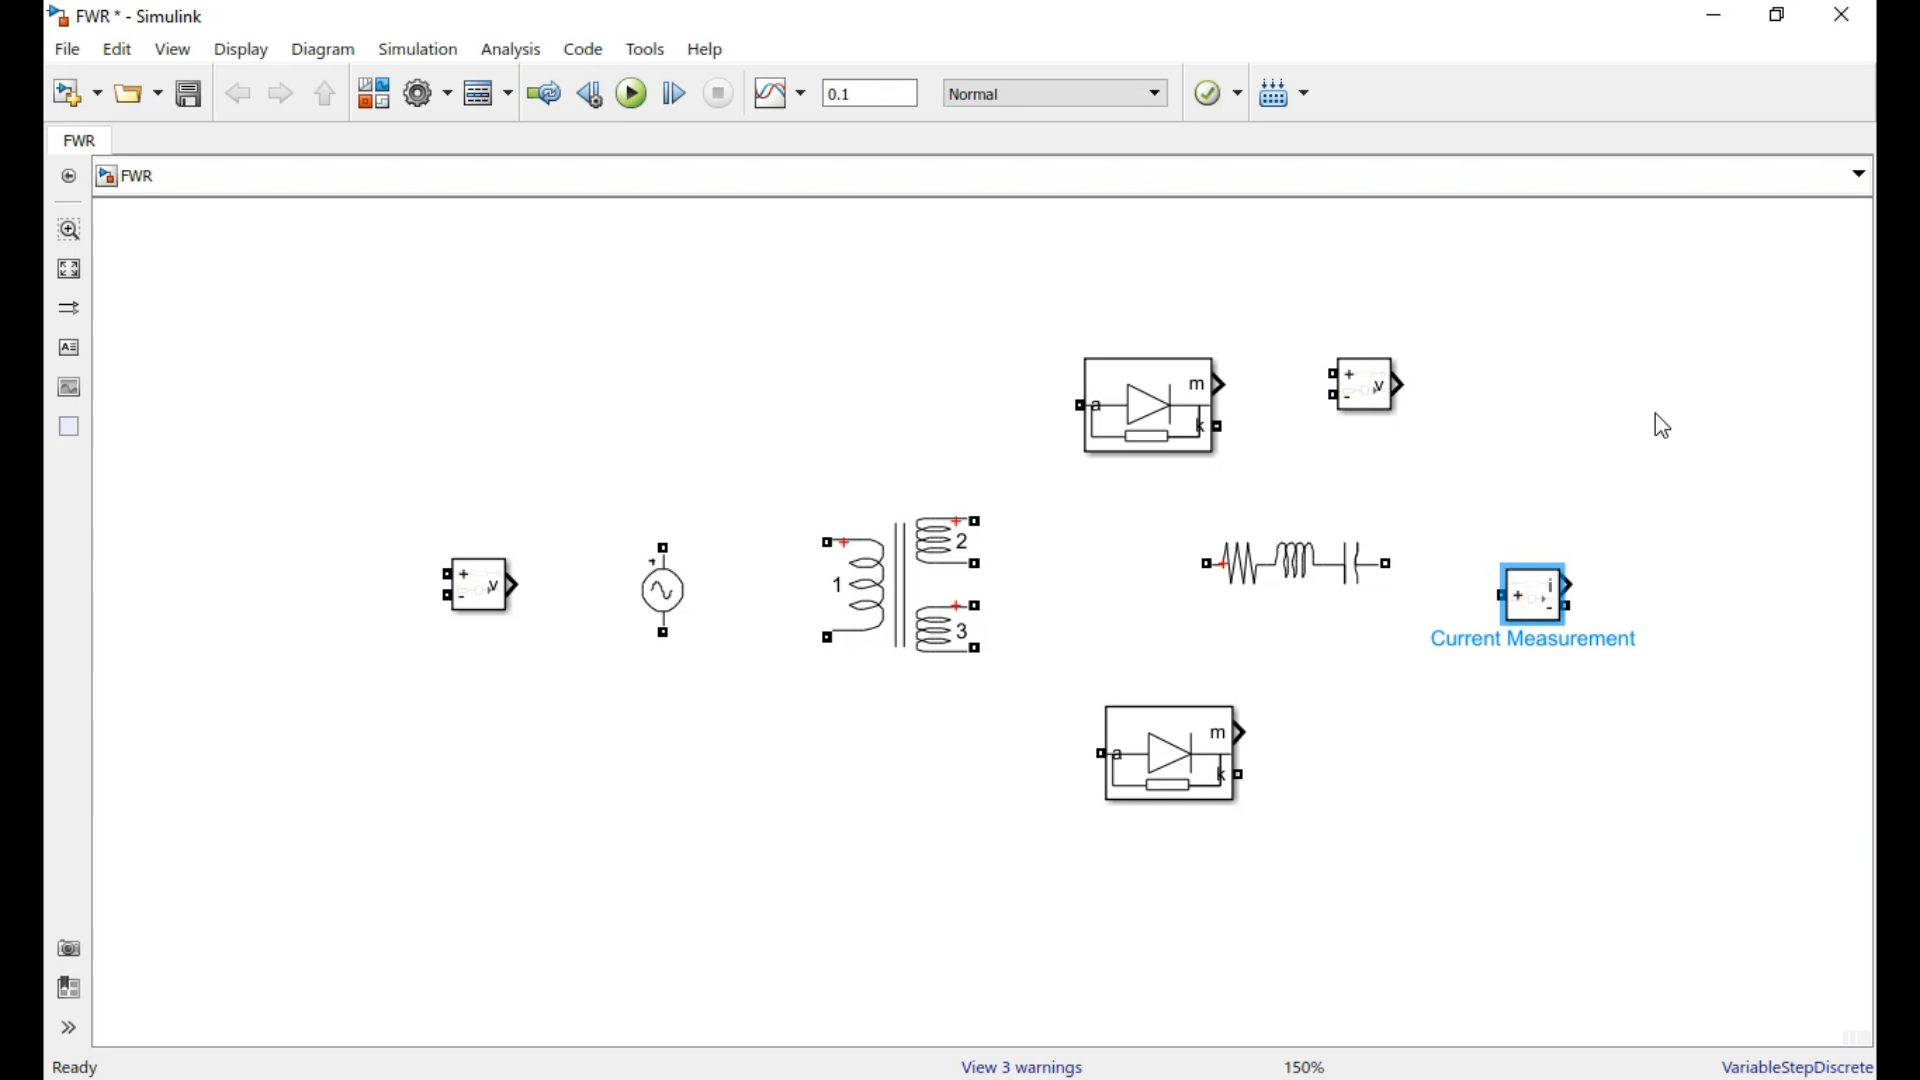 FWR * - Simulink
File Edit View Display Diagram Simulation Analysis Code Tools Help
0.1 Normal
FWR
FWR
m
a
k
+ v
-
1
2
3
+ v
-
i
+
-
Current Measurement
m
a
k
Ready View 3 warnings 150% VariableStepDiscrete